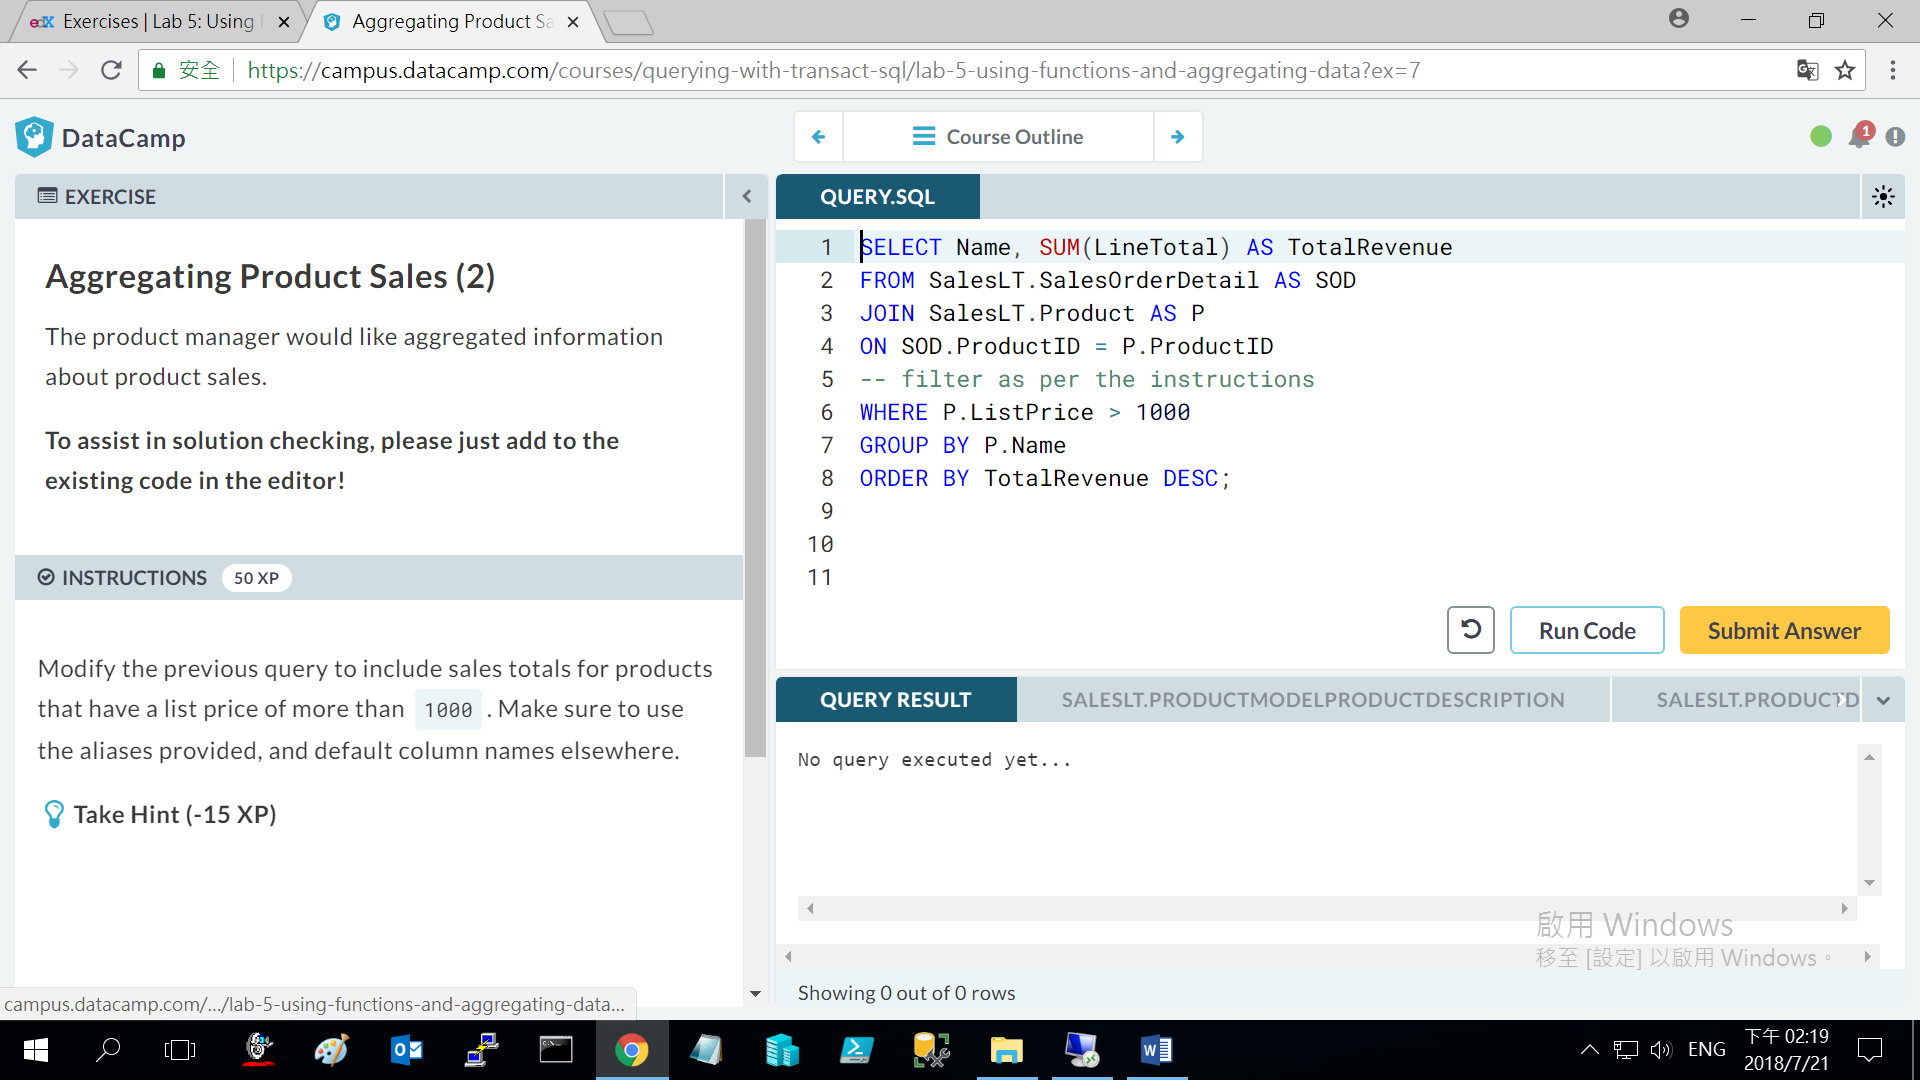 edX Exercises | Lab 5: Using
Aggregating Product Sa
安全
https://campus.datacamp.com/courses/querying-with-transact-sql/lab-5-using-functions-and-aggregating-data?ex=7
DataCamp
Course Outline
1
EXERCISE
Aggregating Product Sales (2)
The product manager would like aggregated information
about product sales.
To assist in solution checking, please just add to the
existing code in the editor!
INSTRUCTIONS 50 XP
Modify the previous query to include sales totals for products
that have a list price of more than 1000 . Make sure to use
the aliases provided, and default column names elsewhere.
Take Hint (-15 XP)
campus.datacamp.com/.../lab-5-using-functions-and-aggregating-data...
QUERY.SQL
1 SELECT Name, SUM(LineTotal) AS TotalRevenue
2 FROM SalesLT.SalesOrderDetail AS SOD
3 JOIN SalesLT.Product AS P
4 ON SOD.ProductID = P.ProductID
5 -- filter as per the instructions
6 WHERE P.ListPrice > 1000
7 GROUP BY P.Name
8 ORDER BY TotalRevenue DESC;
9
10
11
Run Code
Submit Answer
QUERY RESULT
SALESLT.PRODUCTMODELPRODUCTDESCRIPTION
SALESLT.PRODUCTD
No query executed yet...
啟用 Windows
移至 [設定] 以啟用 Windows。
Showing 0 out of 0 rows
ENG
下午 02:19
2018/7/21